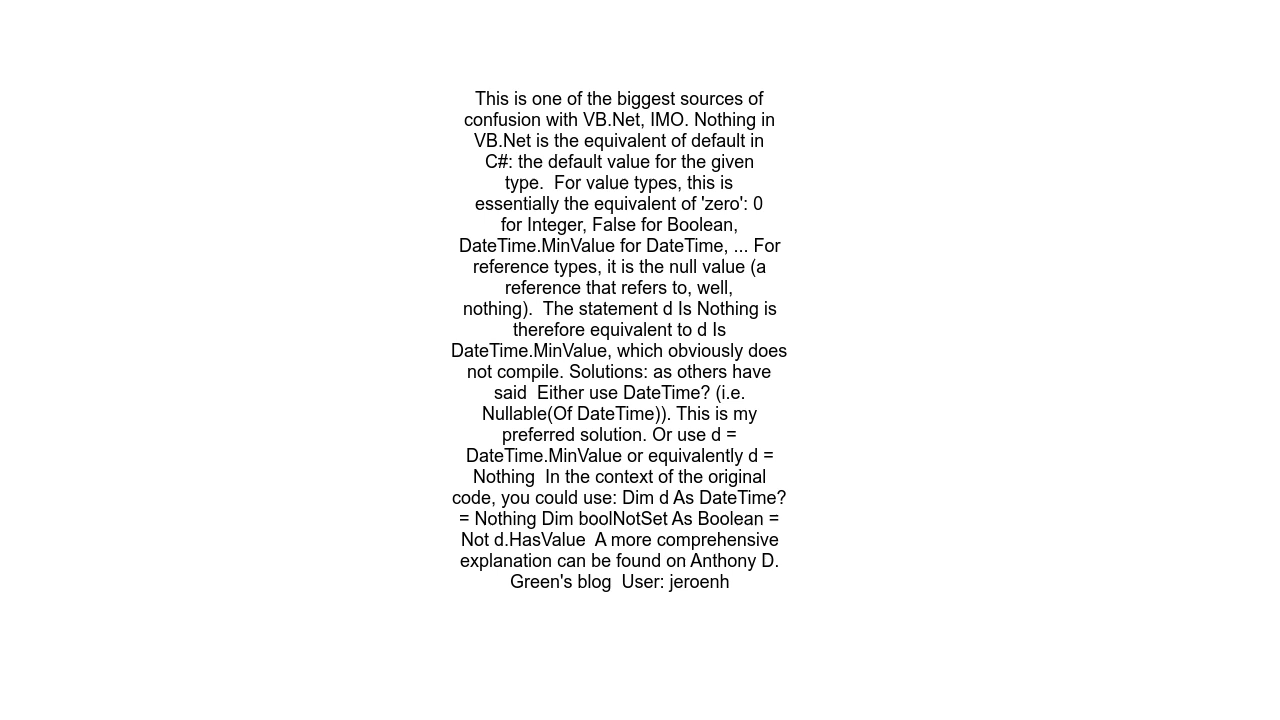 This is one of the biggest sources of
confusion with VB.Net, IMO. Nothing in
VB.Net is the equivalent of default in
C#: the default value for the given
type.  For value types, this is
essentially the equivalent of 'zero': 0
for Integer, False for Boolean,
DateTime.MinValue for DateTime, ... For
reference types, it is the null value (a
reference that refers to, well,
nothing).  The statement d Is Nothing is
therefore equivalent to d Is
DateTime.MinValue, which obviously does
not compile. Solutions: as others have
said  Either use DateTime? (i.e.
Nullable(Of DateTime)). This is my
preferred solution. Or use d =
DateTime.MinValue or equivalently d =
Nothing  In the context of the original
code, you could use: Dim d As DateTime?
= Nothing Dim boolNotSet As Boolean =
Not d.HasValue  A more comprehensive
explanation can be found on Anthony D.
Green's blog  User: jeroenh